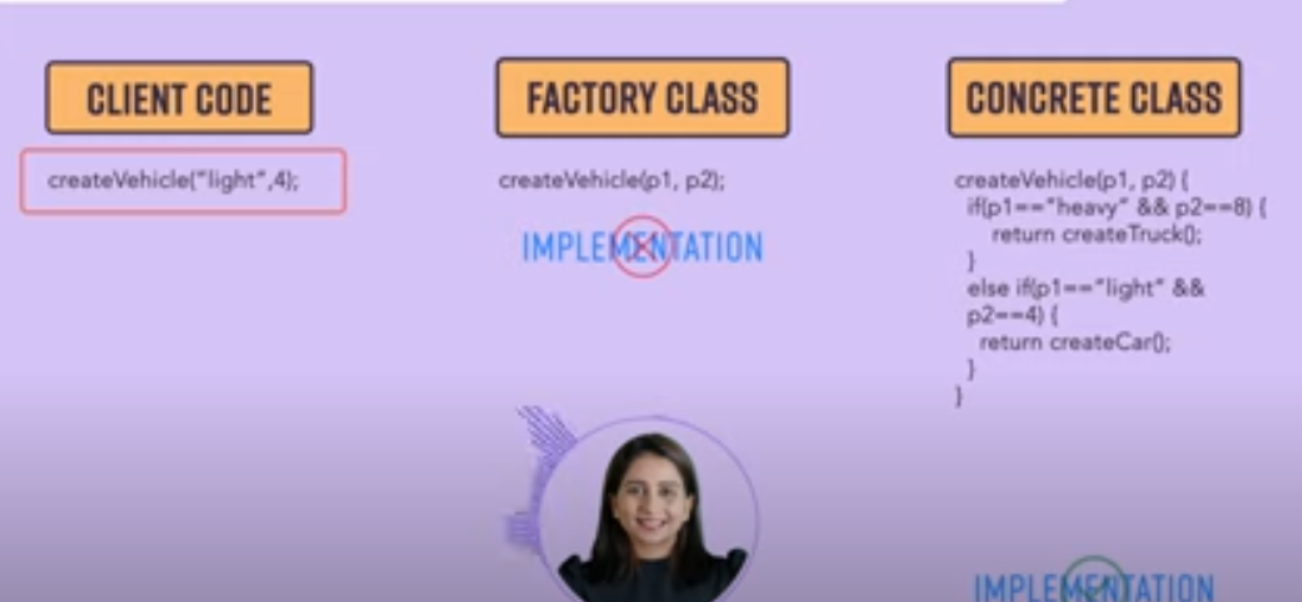 CLIENT CODE
createVehicle("light",4);
FACTORY CLASS
createVehicle(p1, p2);
IMPLEMENTATION
CONCRETE CLASS
createVehicle(p1, p2) {
if(p1=="heavy" && p2==8) {
return createTruck();
}
else if(p1=="light" &&
p2==4) {
return createCar();
}
}
IMPLEMENTATION